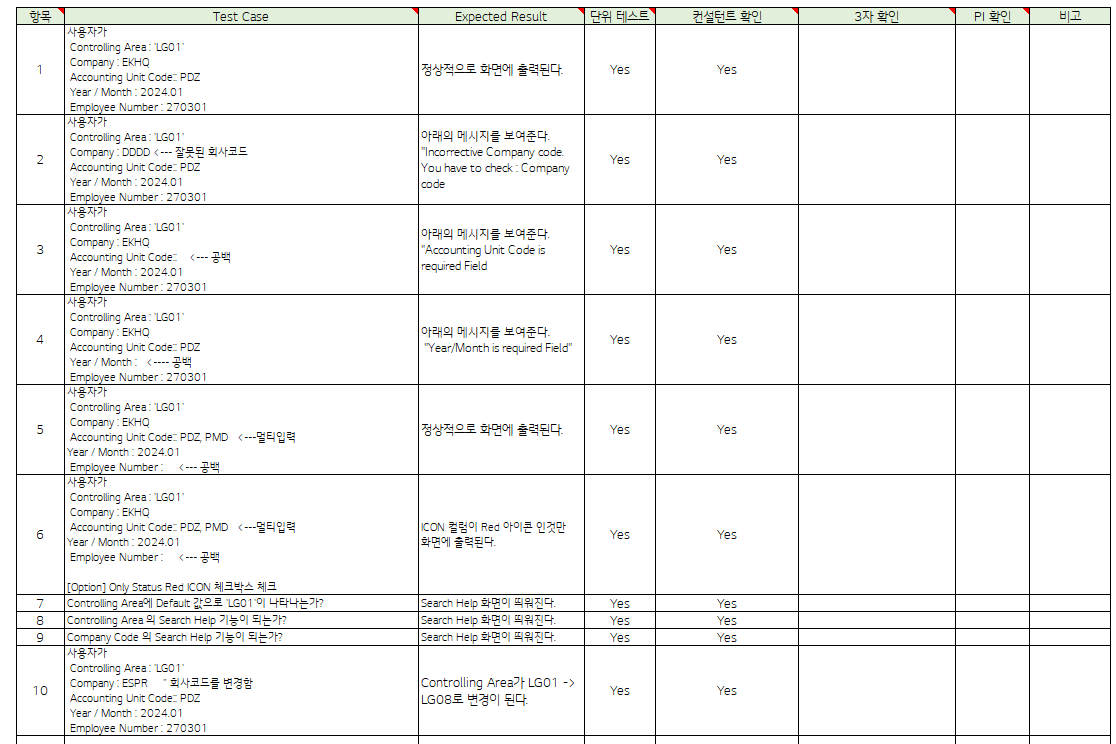 항목 Test Case Expected Result 단위 테스트 컨설턴트 확인 3자 확인 PI 확인 비고
1
사용자가
Controlling Area : 'LG01'
Company : EKHQ
Accounting Unit Code:: PDZ
Year / Month : 2024.01
Employee Number : 270301
정상적으로 화면에 출력된다.
Yes Yes
2
사용자가
Controlling Area : 'LG01'
Company : DDDD <--- 잘못된 회사코드
Accounting Unit Code:: PDZ
Year / Month : 2024.01
Employee Number : 270301
아래의 메시지를 보여준다.
"Incorrective Company code.
You have to check : Company
code
Yes Yes
3
사용자가
Controlling Area : 'LG01'
Company : EKHQ
Accounting Unit Code:: <--- 공백
Year / Month : 2024.01
Employee Number : 270301
아래의 메시지를 보여준다.
"Accounting Unit Code is
required Field
Yes Yes
4
사용자가
Controlling Area : 'LG01'
Company : EKHQ
Accounting Unit Code:: PDZ
Year / Month : <---- 공백
Employee Number : 270301
아래의 메시지를 보여준다.
"Year/Month is required Field"
Yes Yes
5
사용자가
Controlling Area : 'LG01'
Company : EKHQ
Accounting Unit Code:: PDZ, PMD <---멀티입력
Year / Month : 2024.01
Employee Number : <--- 공백
정상적으로 화면에 출력된다.
Yes Yes
6
사용자가
Controlling Area : 'LG01'
Company : EKHQ
Accounting Unit Code:: PDZ, PMD <---멀티입력
Year / Month : 2024.01
Employee Number : <--- 공백
[Option] Only Status Red ICON 체크박스 체크
ICON 컬럼이 Red 아이콘 인것만
화면에 출력된다.
Yes Yes
7 Controlling Area에 Default 값으로 'LG01'이 나타나는가? Search Help 화면이 띄워진다. Yes Yes
8 Controlling Area 의 Search Help 기능이 되는가? Search Help 화면이 띄워진다. Yes Yes
9 Company Code 의 Search Help 기능이 되는가? Search Help 화면이 띄워진다. Yes Yes
10
사용자가
Controlling Area : 'LG01'
Company : ESPR " 회사코드를 변경함
Accounting Unit Code:: PDZ
Year / Month : 2024.01
Employee Number : 270301
Controlling Area가 LG01 ->
LG08로 변경이 된다.
Yes Yes